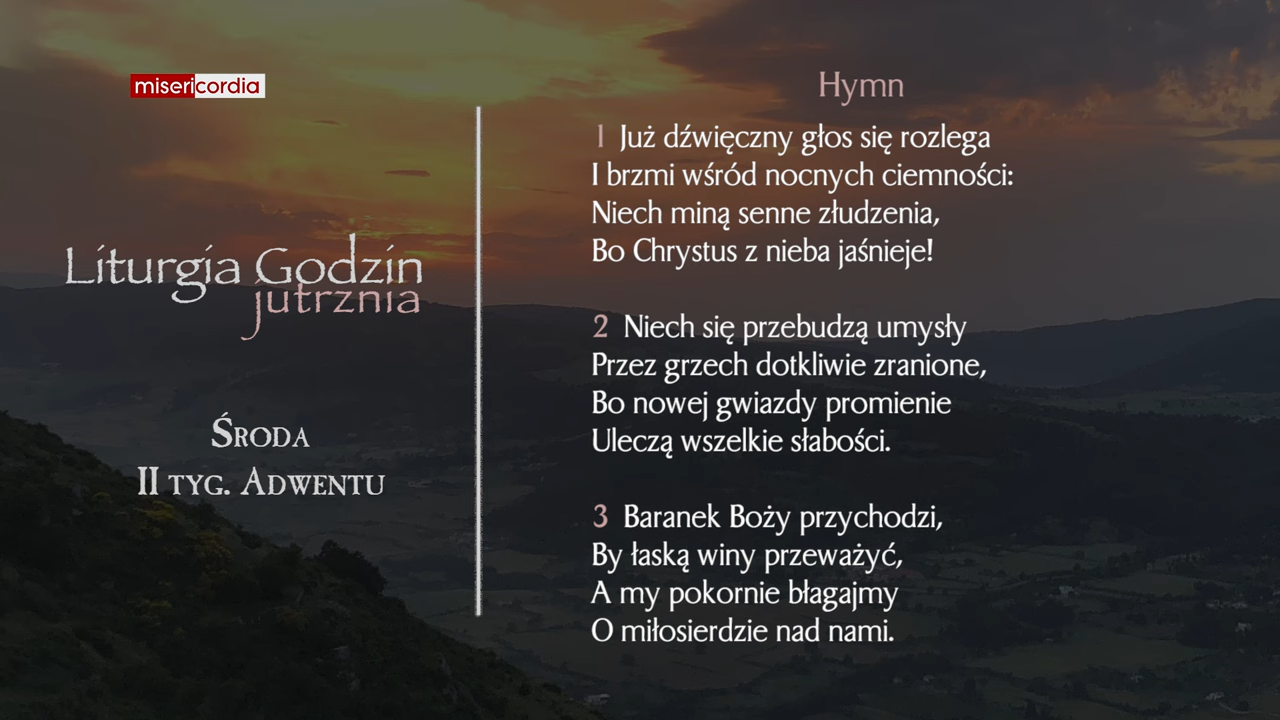 misericordia
Liturgia Godzin
jutrznia
Środa
II tyg. Adwentu
Hymn
1 Już dźwięczny głos się rozlega
I brzmi wśród nocnych ciemności:
Niech miną senne złudzenia,
Bo Chrystus z nieba jaśnieje!
2 Niech się przebudzą umysły
Przez grzech dotkliwie zranione,
Bo nowej gwiazdy promienie
Uleczą wszelkie słabości.
3 Baranek Boży przychodzi,
By łaską winy przeważyć,
A my pokornie błagajmy
O miłosierdzie nad nami.